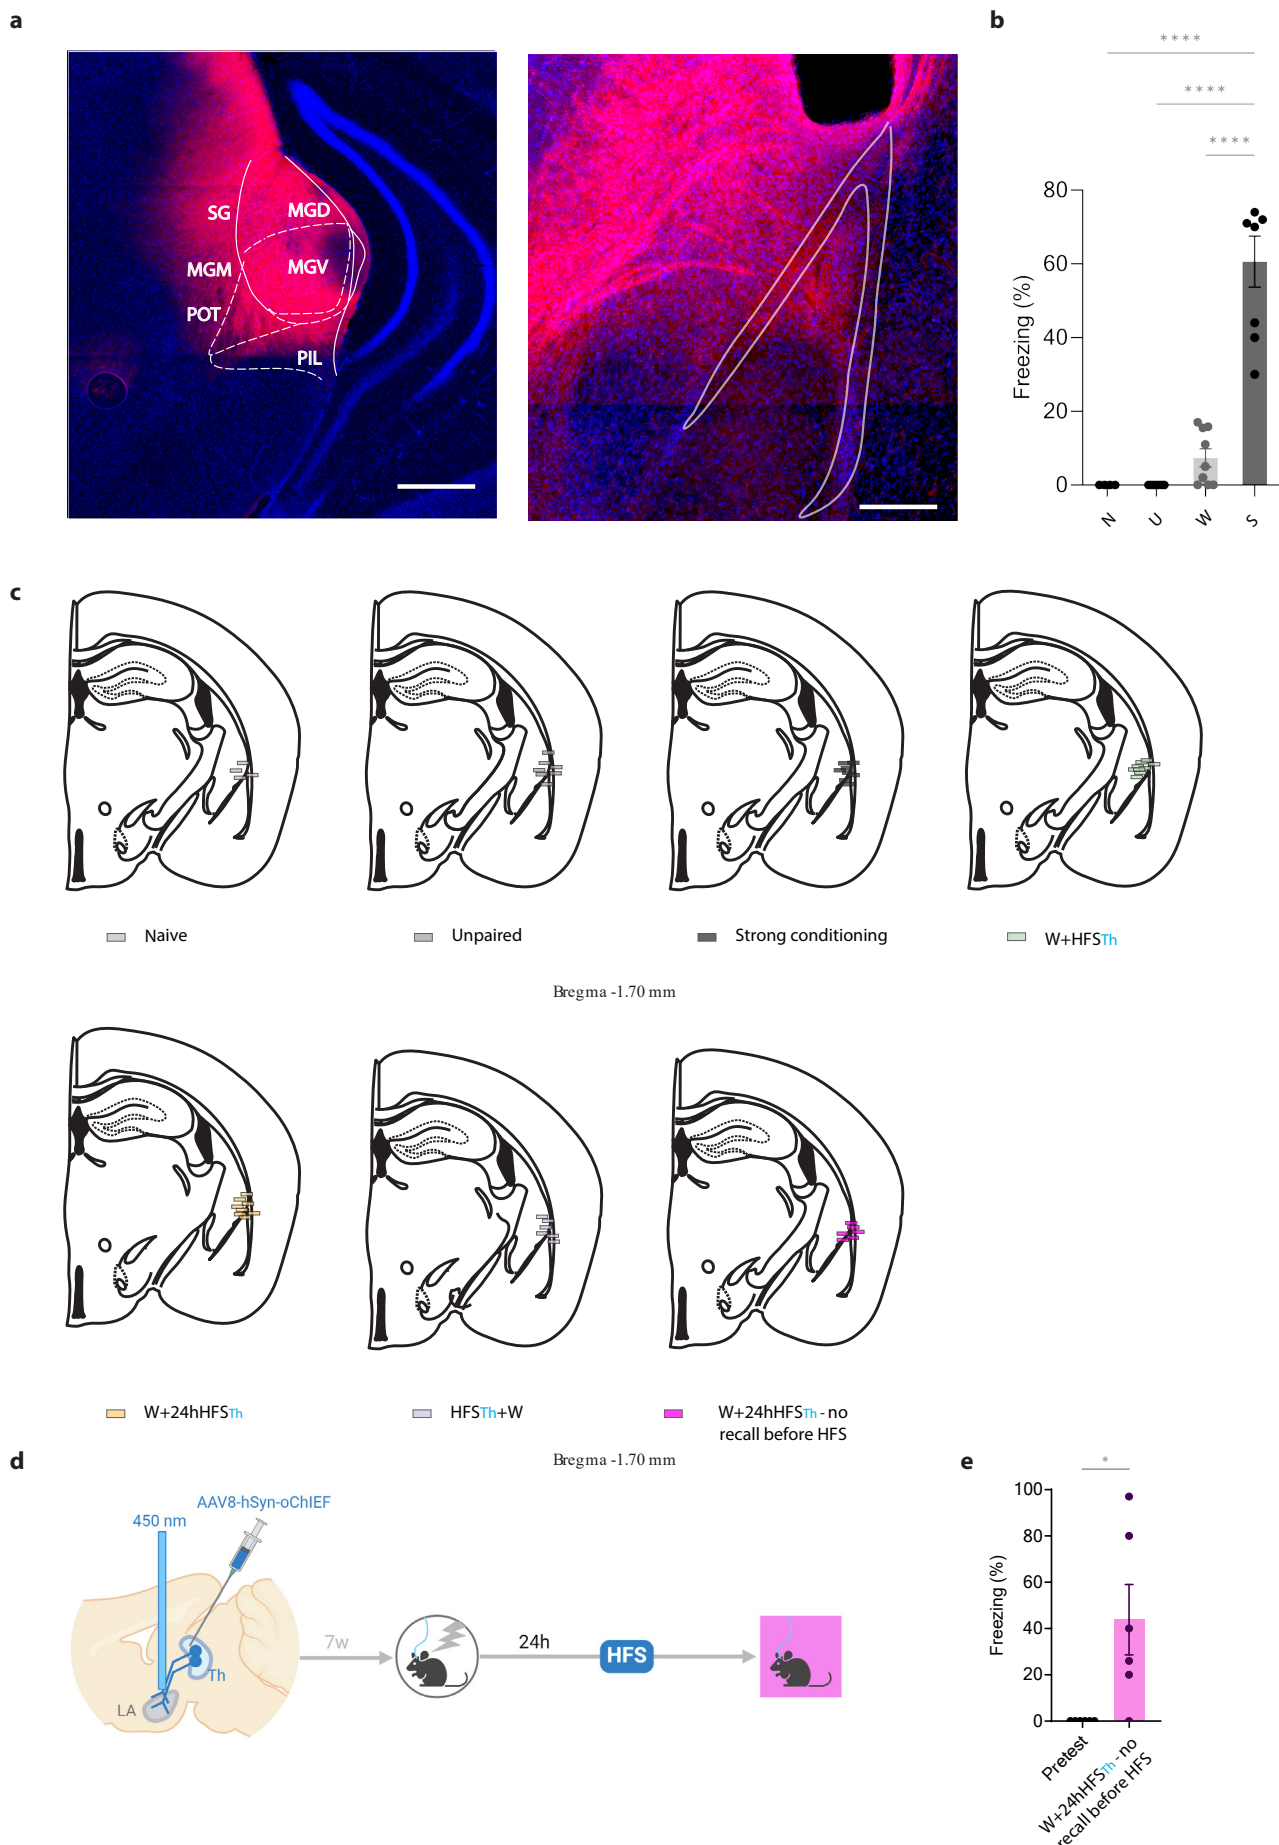 a
SG
MGD
MGM
MGV
POT
PIL
b
****
****
****
Freezing (%)
80
60
40
20
0
N
U
W
S
c
Naive
Unpaired
Strong conditioning
W+HFSTh
Bregma -1.70 mm
W+24hHFSTh
HFSTh+W
W+24hHFSTh - no
recall before HFS
Bregma -1.70 mm
d
AAV8-hSyn-oChIEF
450 nm
Th
LA
7w
24h
HFS
e
*
Freezing (%)
100
80
60
40
20
0
Pretest
W+24hHFSTh - no
recall before HFS